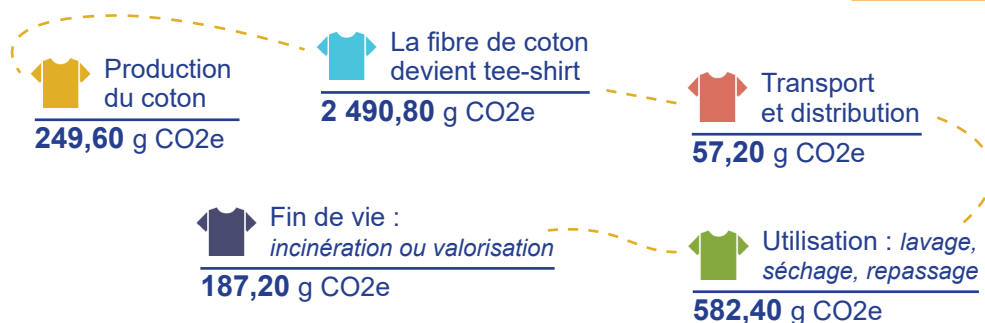 Production
du coton
249,60 g CO2e
La fibre de coton
devient tee-shirt
2 490,80 g CO2e
Transport
et distribution
57,20 g CO2e
Utilisation : lavage,
séchage, repassage
582,40 g CO2e
Fin de vie :
incinération ou valorisation
187,20 g CO2e